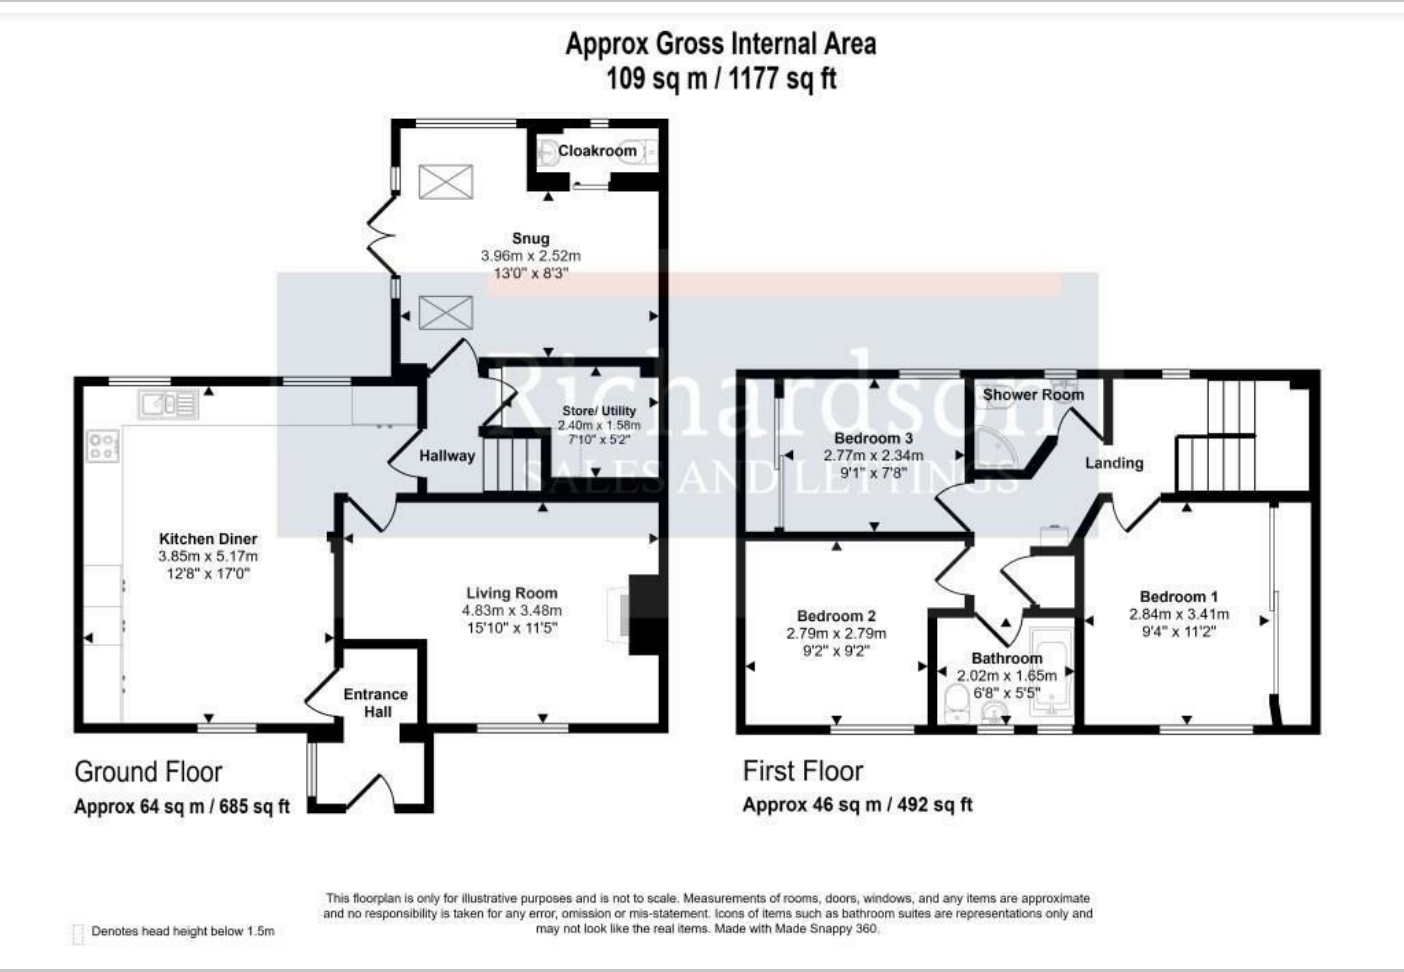 Approx Gross Internal Area
109 sq m / 1177 sq ft
Cloakroom
Snug
3.96m x 2.52m
13'0" x 8'3"
Richardson
SALES AND LETTINGS
Store/ Utility
2.40m x 1.58m
7'10" x 5'2"
Hallway
Kitchen Diner
3.85m x 5.17m
12'8" x 17'0"
Living Room
4.83m x 3.48m
15'10" x 11'5"
Entrance
Hall
Ground Floor
Approx 64 sq m / 685 sq ft
Shower Room
Bedroom 3
2.77m x 2.34m
9'1" x 7'8"
Landing
Bedroom 2
2.79m x 2.79m
9'2" x 9'2"
Bedroom 1
2.84m x 3.41m
9'4" x 11'2"
Bathroom
2.02m x 1.65m
6'8" x 5'5"
First Floor
Approx 46 sq m / 492 sq ft
This floorplan is only for illustrative purposes and is not to scale. Measurements of rooms, doors, windows, and any items are approximate
and no responsibility is taken for any error, omission or mis-statement. Icons of items such as bathroom suites are representations only and
may not look like the real items. Made with Made Snappy 360.
Denotes head height below 1.5m